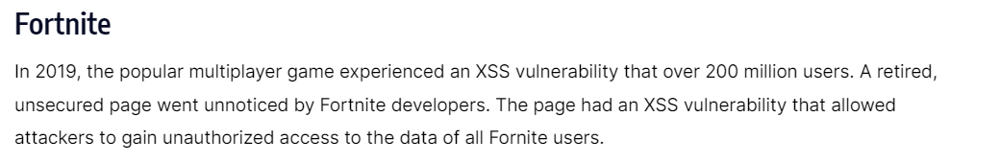 Fortnite
In 2019, the popular multiplayer game experienced an XSS vulnerability that over 200 million users. A retired,
unsecured page went unnoticed by Fortnite developers. The page had an XSS vulnerability that allowed
attackers to gain unauthorized access to the data of all Fornite users.